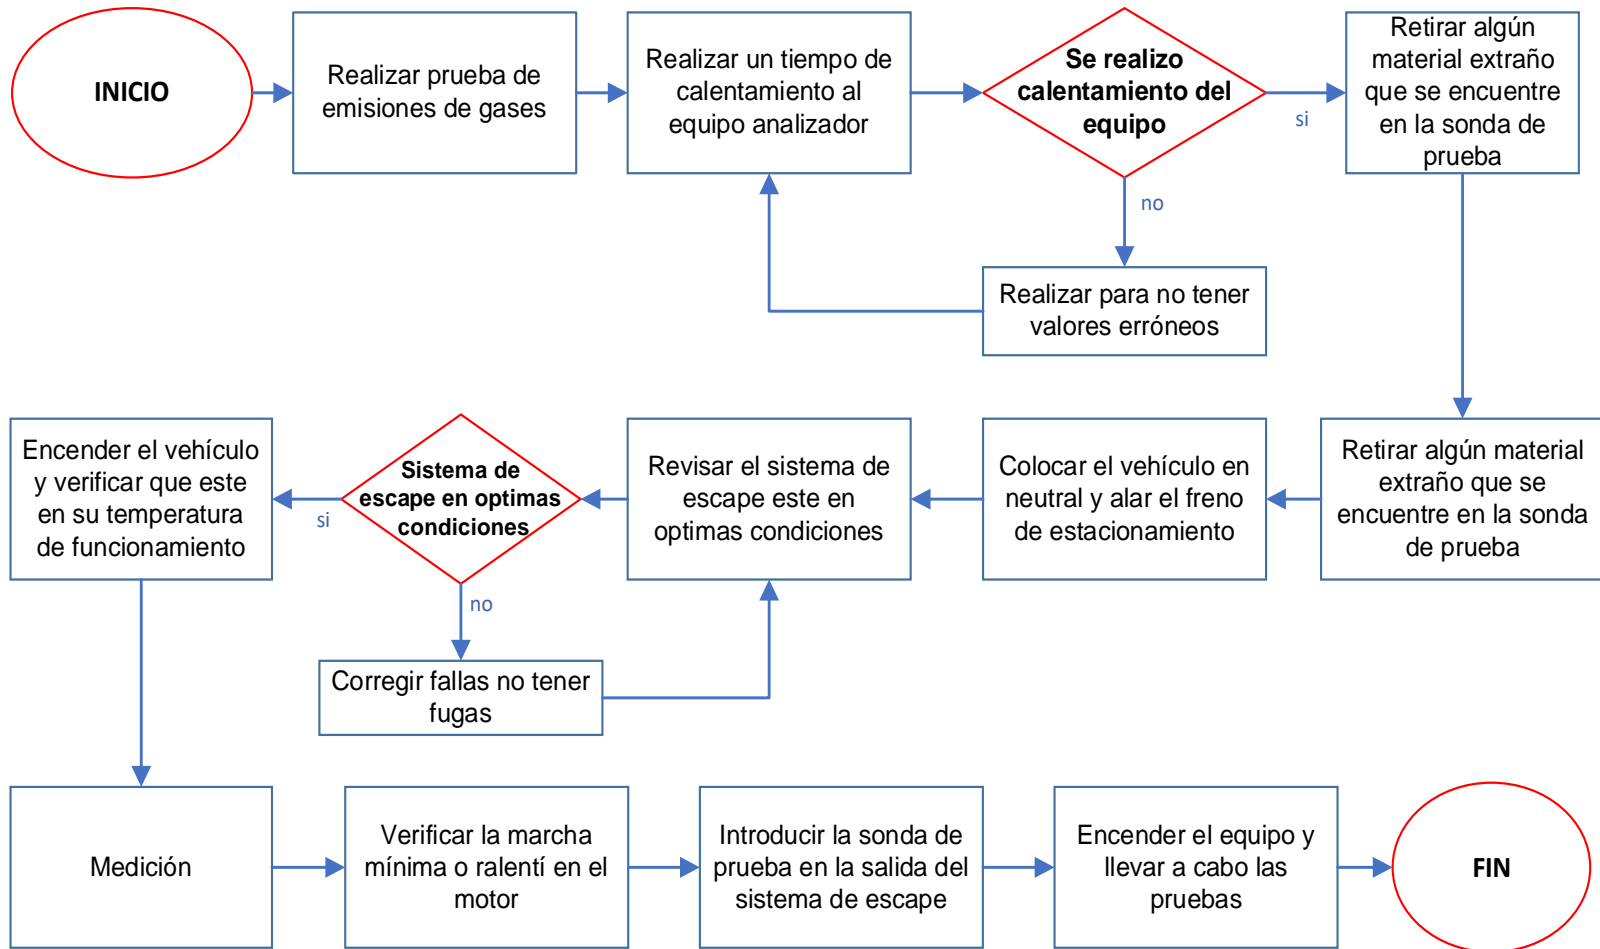 INICIO
Realizar prueba de
emisiones de gases
Realizar un tiempo de
calentamiento al
equipo analizador
Se realizo
calentamiento del
equipo
si
Retirar algún
material extraño
que se encuentre
en la sonda de
prueba
no
Realizar para no tener
valores erróneos
Retirar algún material
extraño que se
encuentre en la sonda
de prueba
Colocar el vehículo en
neutral y alar el freno
de estacionamiento
Revisar el sistema de
escape este en
optimas condiciones
Sistema de
escape en optimas
condiciones
si
no
Corregir fallas no tener
fugas
Encender el vehículo
y verificar que este
en su temperatura
de funcionamiento
Medición
Verificar la marcha
mínima o ralentí en el
motor
Introducir la sonda de
prueba en la salida del
sistema de escape
Encender el equipo y
llevar a cabo las
pruebas
FIN